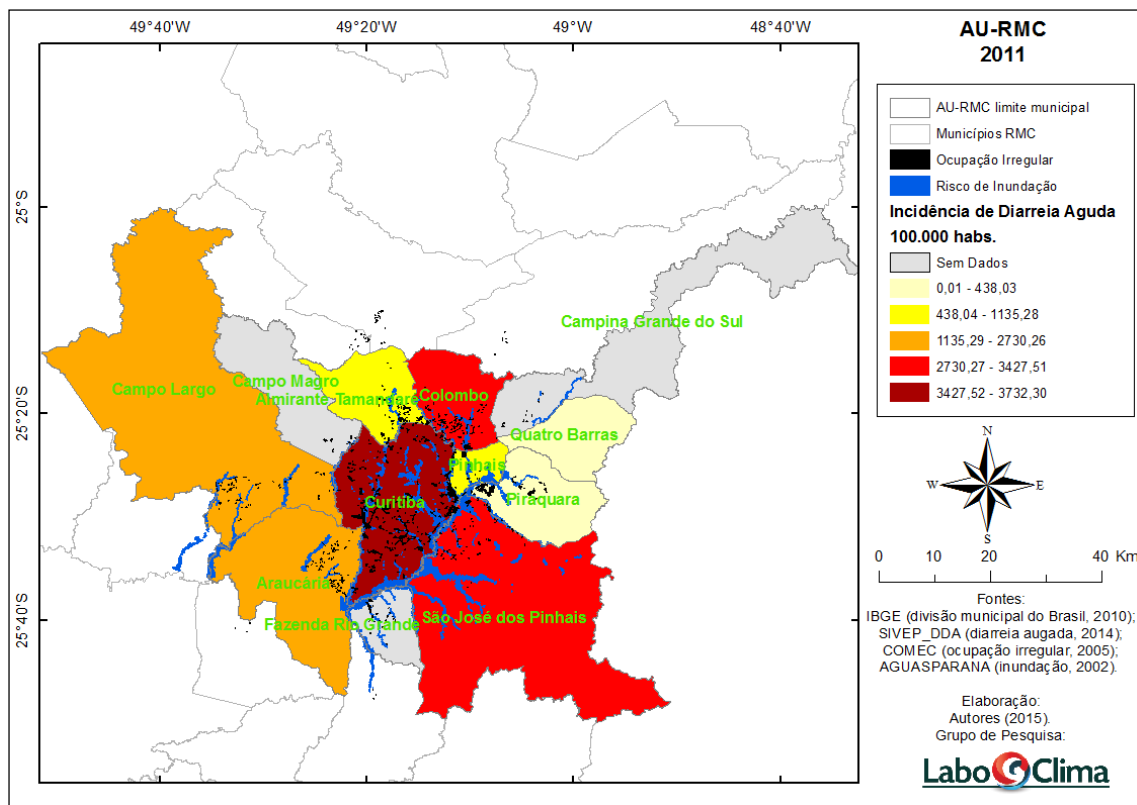 49°40'W
49°20'W
49°0'W
48°40'W
25°S
25°20'S
25°40'S
Campina Grande do Sul
Campo Magro
Campo Largo
Almirante Tamandaré
Colombo
Quatro Barras
Pinhais
Piraquara
Curitiba
Araucária
Fazenda Rio Grande
São José dos Pinhais
AU-RMC
2011
AU-RMC limite municipal
Municípios RMC
Ocupação Irregular
Risco de Inundação
Incidência de Diarreia Aguda
100.000 habs.
Sem Dados
0,01 - 438,03
438,04 - 1135,28
1135,29 - 2730,26
2730,27 - 3427,51
3427,52 - 3732,30
N
W
E
S
0 10 20 40 Km
Fontes:
IBGE (divisão municipal do Brasil, 2010);
SIVEP_DDA (diarreia augada, 2014);
COMEC (ocupação irregular, 2005);
AGUASPARANA (inundação, 2002).
Elaboração:
Autores (2015).
Grupo de Pesquisa:
LaboClima